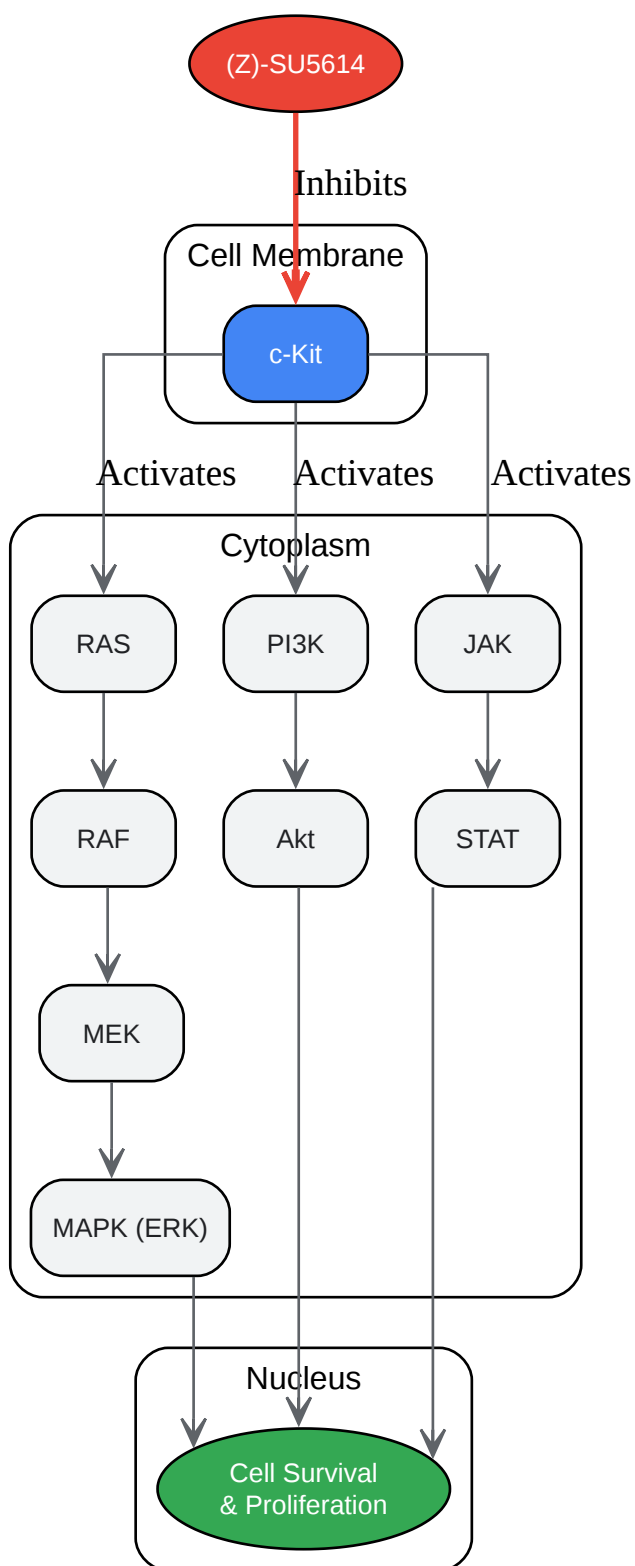 (Z)-SU5614
Inhibits
Cell Membrane
c-Kit
Activates
Activates
Activates
Cytoplasm
RAS
PI3K
JAK
RAF
Akt
STAT
MEK
MAPK (ERK)
Nucleus
Cell Survival
& Proliferation